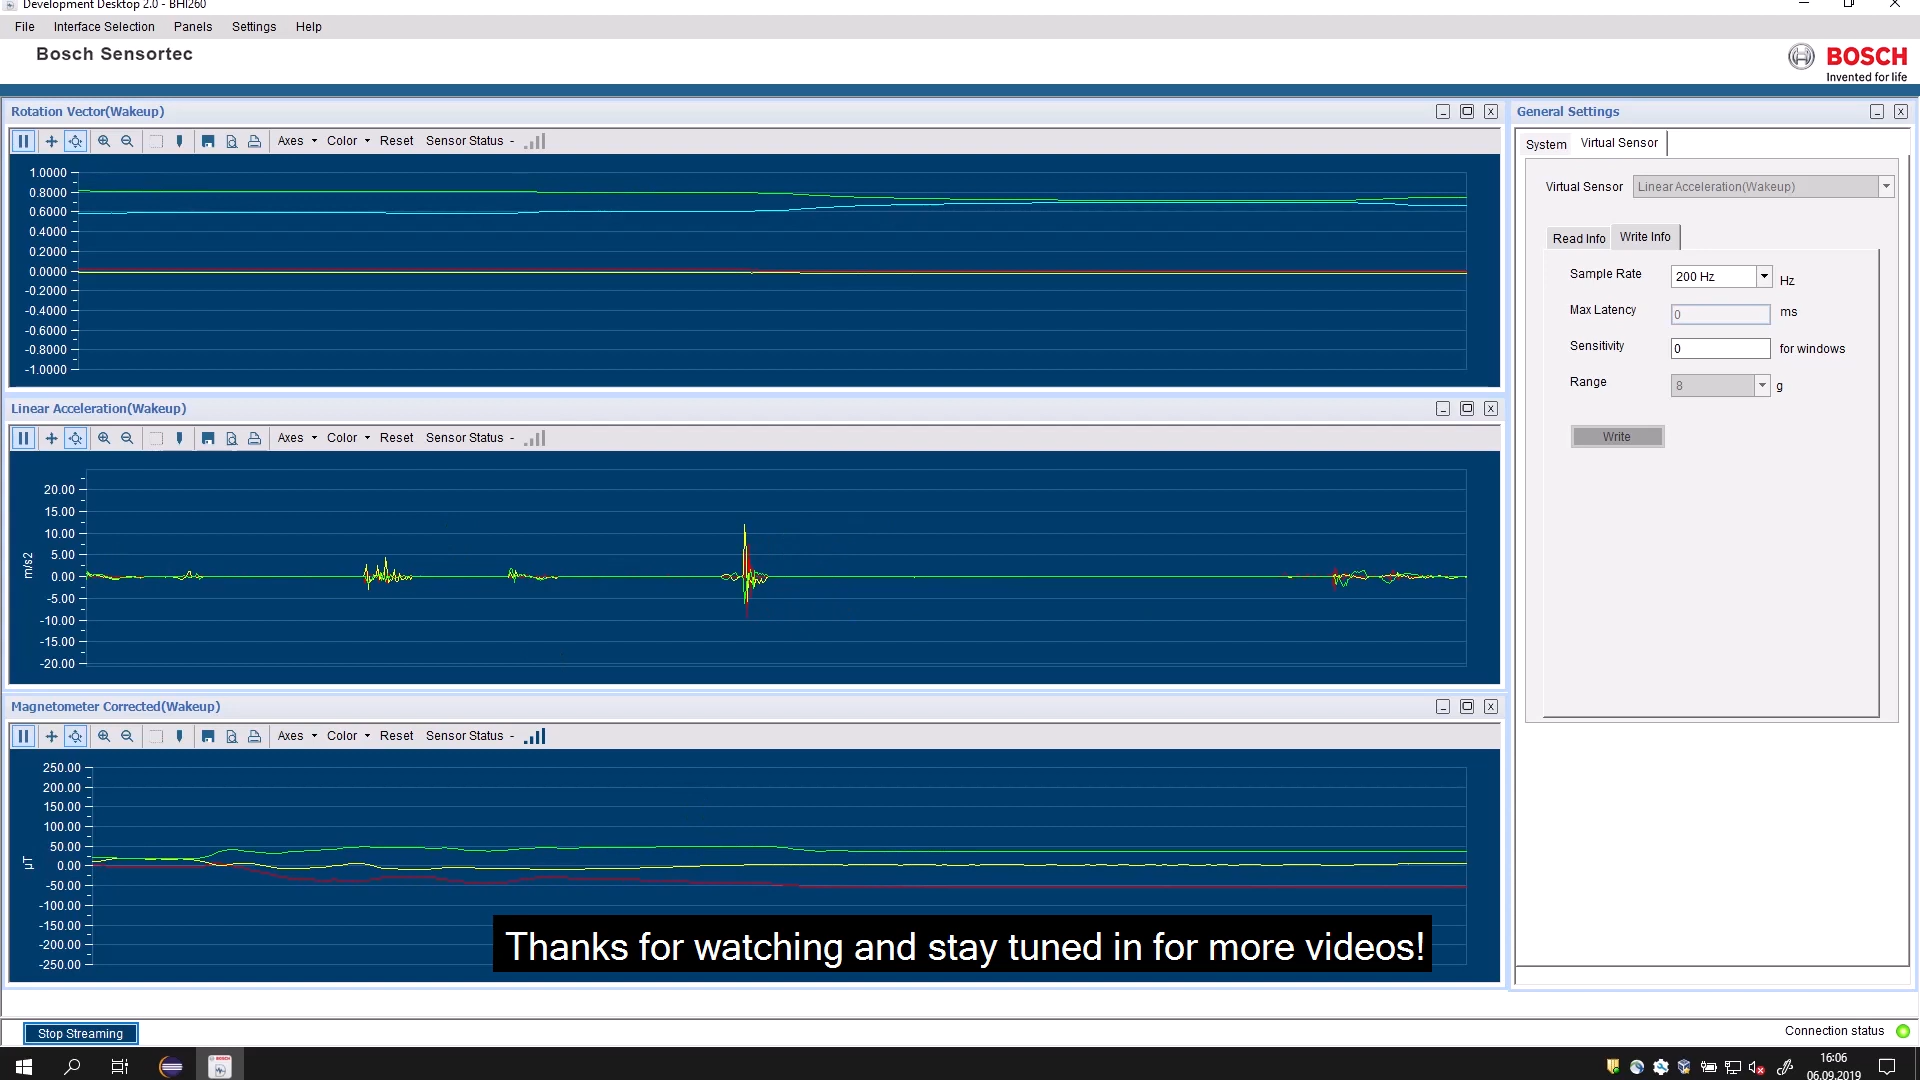 Development Desktop 2.0 - BHI260
File Interface Selection Panels Settings Help
Bosch Sensortec
BOSCH
Invented for life
Rotation Vector(Wakeup)
Axes Color Reset Sensor Status -
1.0000
0.8000
0.6000
0.4000
0.2000
0.0000
-0.2000
-0.4000
-0.6000
-0.8000
-1.0000
Linear Acceleration(Wakeup)
Axes Color Reset Sensor Status -
m/s2
20.00
15.00
10.00
5.00
0.00
-5.00
-10.00
-15.00
-20.00
Magnetometer Corrected(Wakeup)
Axes Color Reset Sensor Status -
µT
250.00
200.00
150.00
100.00
50.00
0.00
-50.00
-100.00
-150.00
-200.00
-250.00
Thanks for watching and stay tuned in for more videos!
General Settings
System Virtual Sensor
Virtual Sensor Linear Acceleration(Wakeup)
Read Info Write Info
Sample Rate 200 Hz Hz
Max Latency 0 ms
Sensitivity 0 for windows
Range 8 g
Write
Stop Streaming
Connection status
16:06
06.09.2019